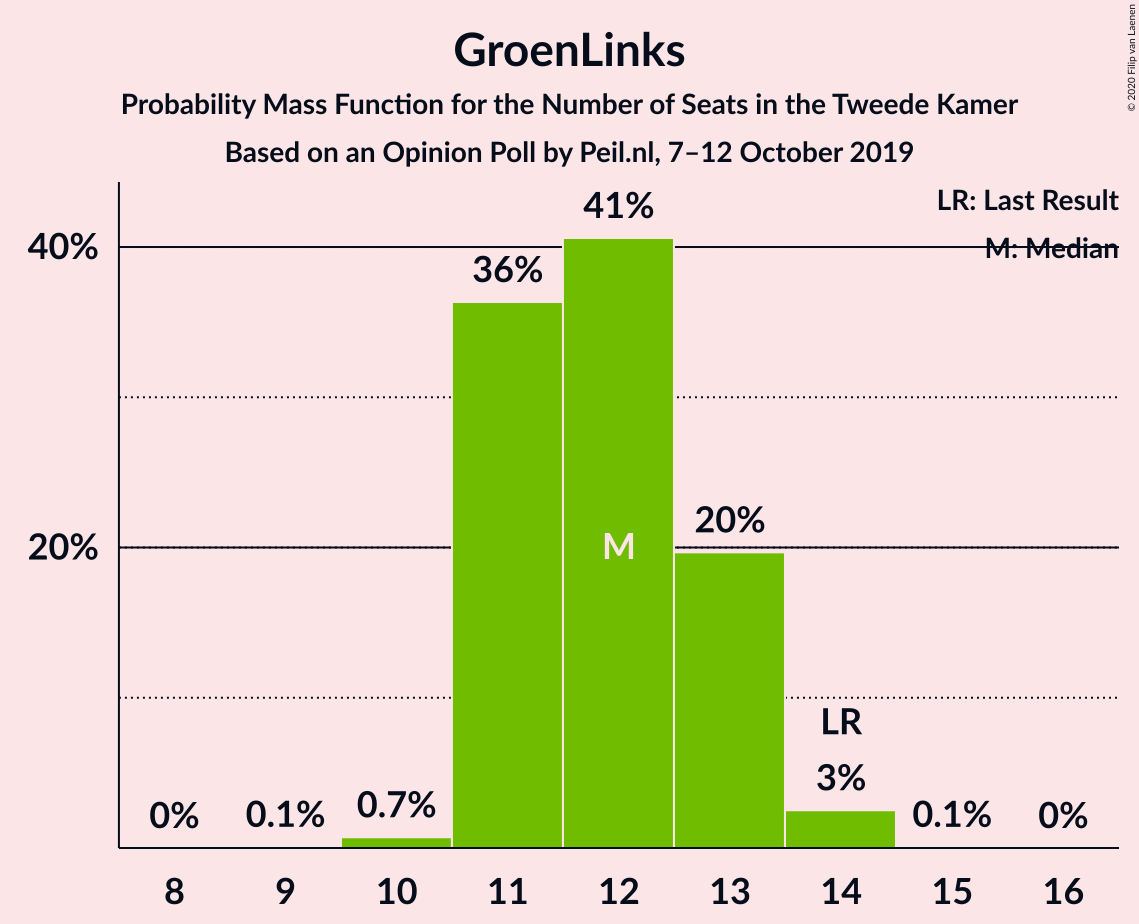 GroenLinks
Probability Mass Function for the Number of Seats in the Tweede Kamer
Based on an Opinion Poll by Peil.nl, 7–12 October 2019
© 2020 Filip van Laenen
LR: Last Result
M: Median
40%
20%
0%
0.1%
0.7%
36%
41%
M
20%
LR
3%
0.1%
0%
8 9 10 11 12 13 14 15 16